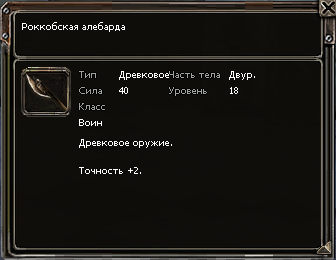 Роккобская алебарда
Тип Древковое Часть тела Двур.
Сила 40 Уровень 18
Класс
Воин
Древковое оружие.
Точность +2.